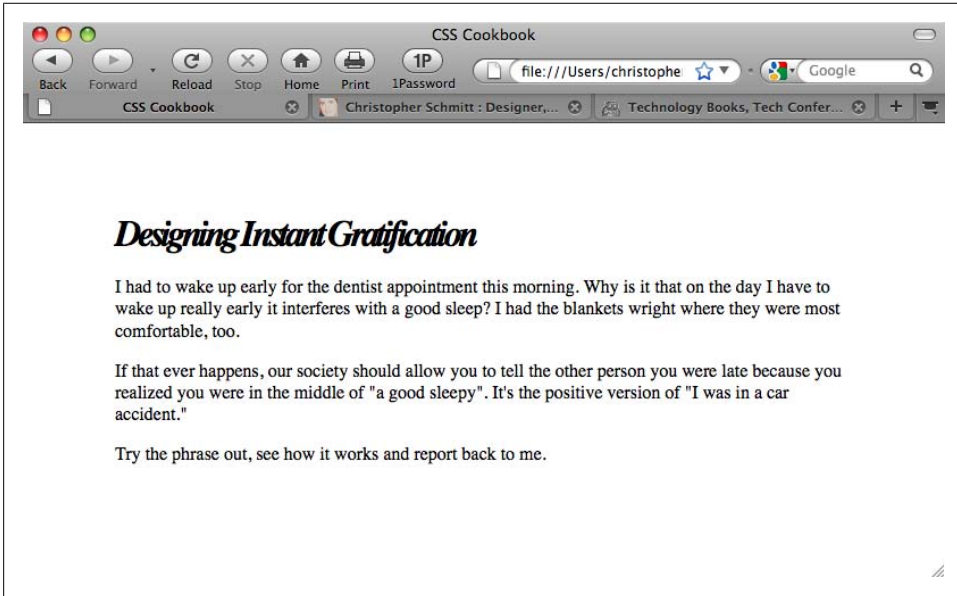 CSS Cookbook
1P
file:///Users/christophe
Google
Back Forward Reload Stop Home Print 1Password
CSS Cookbook Christopher Schmitt : Designer,... Technology Books, Tech Confer... +
Designing Instant Gratification
I had to wake up early for the dentist appointment this morning. Why is it that on the day I have to
wake up really early it interferes with a good sleep? I had the blankets wright where they were most
comfortable, too.
If that ever happens, our society should allow you to tell the other person you were late because you
realized you were in the middle of "a good sleepy". It's the positive version of "I was in a car
accident."
Try the phrase out, see how it works and report back to me.